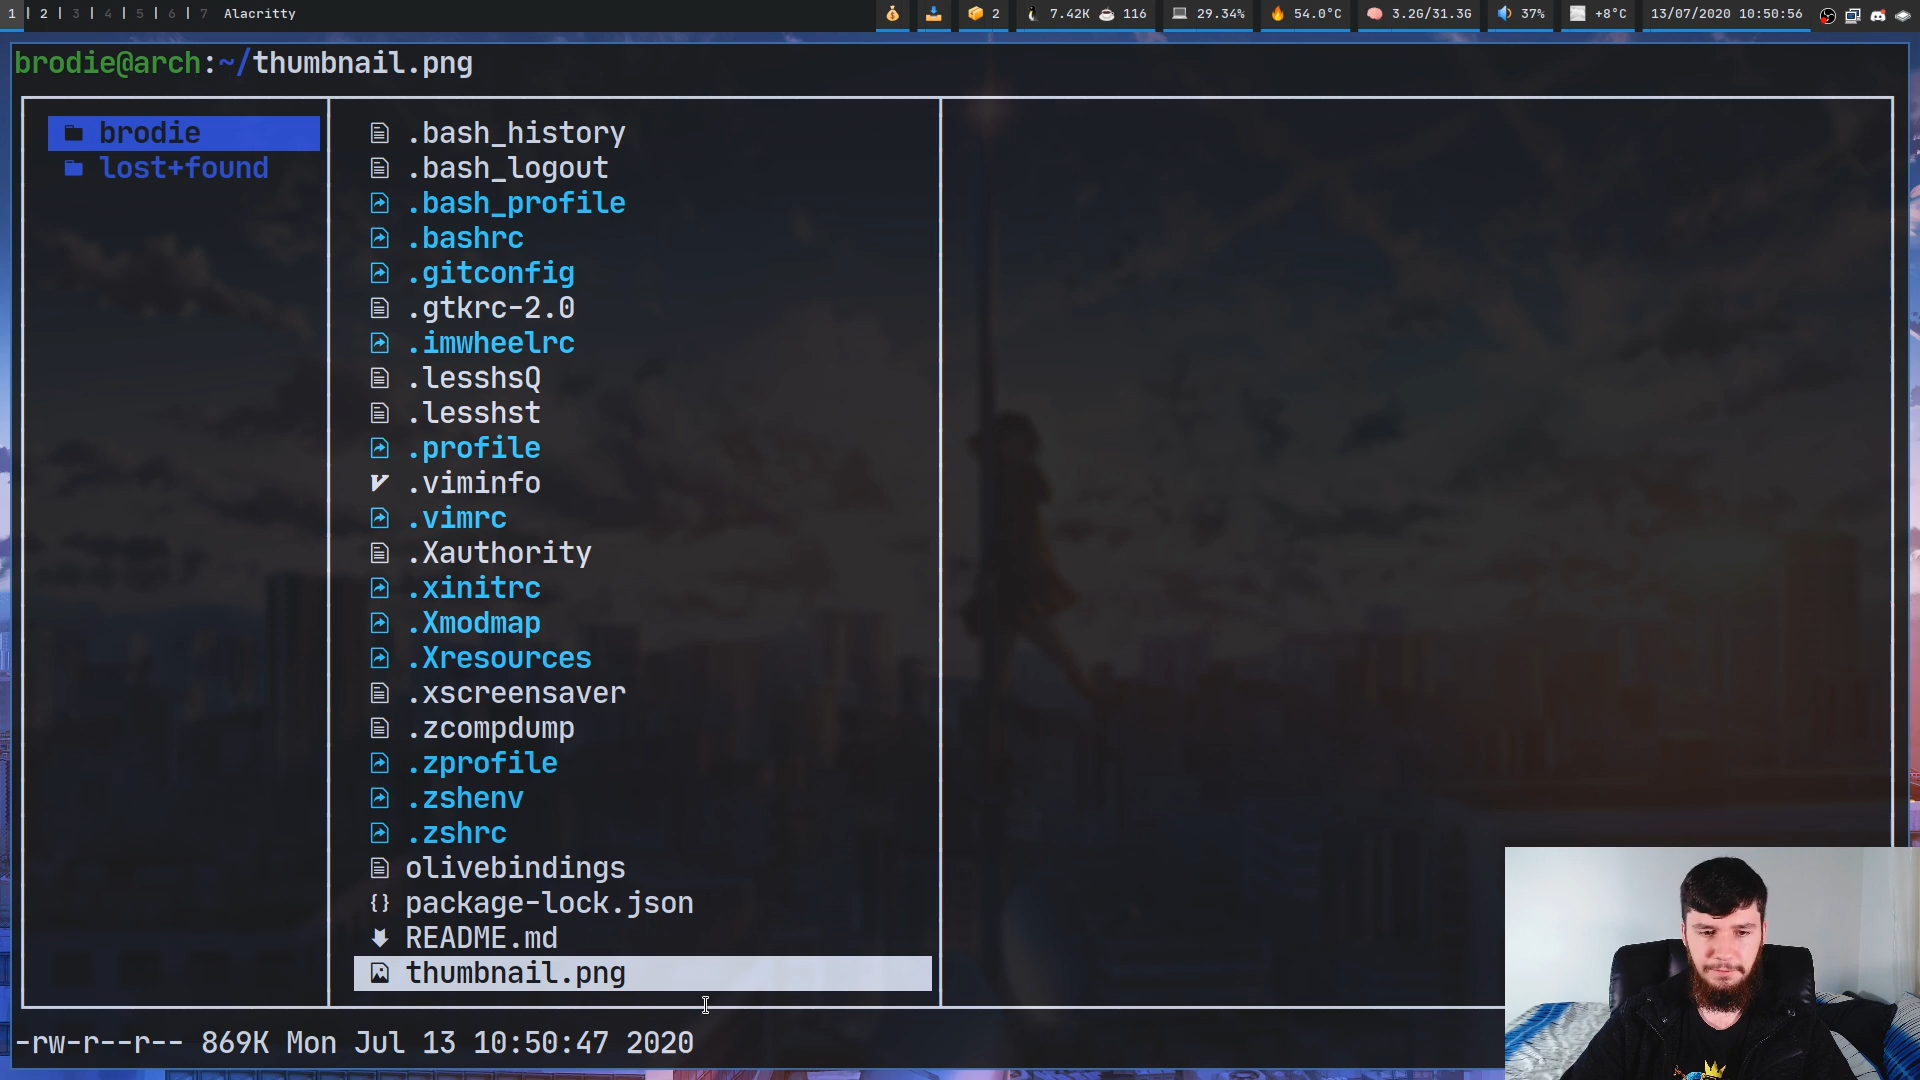 1 | 2 | 3 | 4 | 5 | 6 | 7 Alacritty 2 7.42K 116 29.34% 54.0°C 3.2G/31.3G 37% +8°C 13/07/2020 10:50:56
brodie@arch:~/thumbnail.png
brodie
lost+found
.bash_history
.bash_logout
.bash_profile
.bashrc
.gitconfig
.gtkrc-2.0
.imwheelrc
.lesshsQ
.lesshst
.profile
.viminfo
.vimrc
.Xauthority
.xinitrc
.Xmodmap
.Xresources
.xscreensaver
.zcompdump
.zprofile
.zshenv
.zshrc
olivebindings
package-lock.json
README.md
thumbnail.png
-rw-r--r-- 869K Mon Jul 13 10:50:47 2020